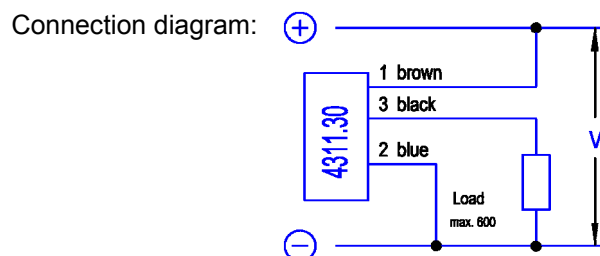 Connection diagram:
+
1 brown
3 black
2 blue
4311.30
V
Load
max. 600
−